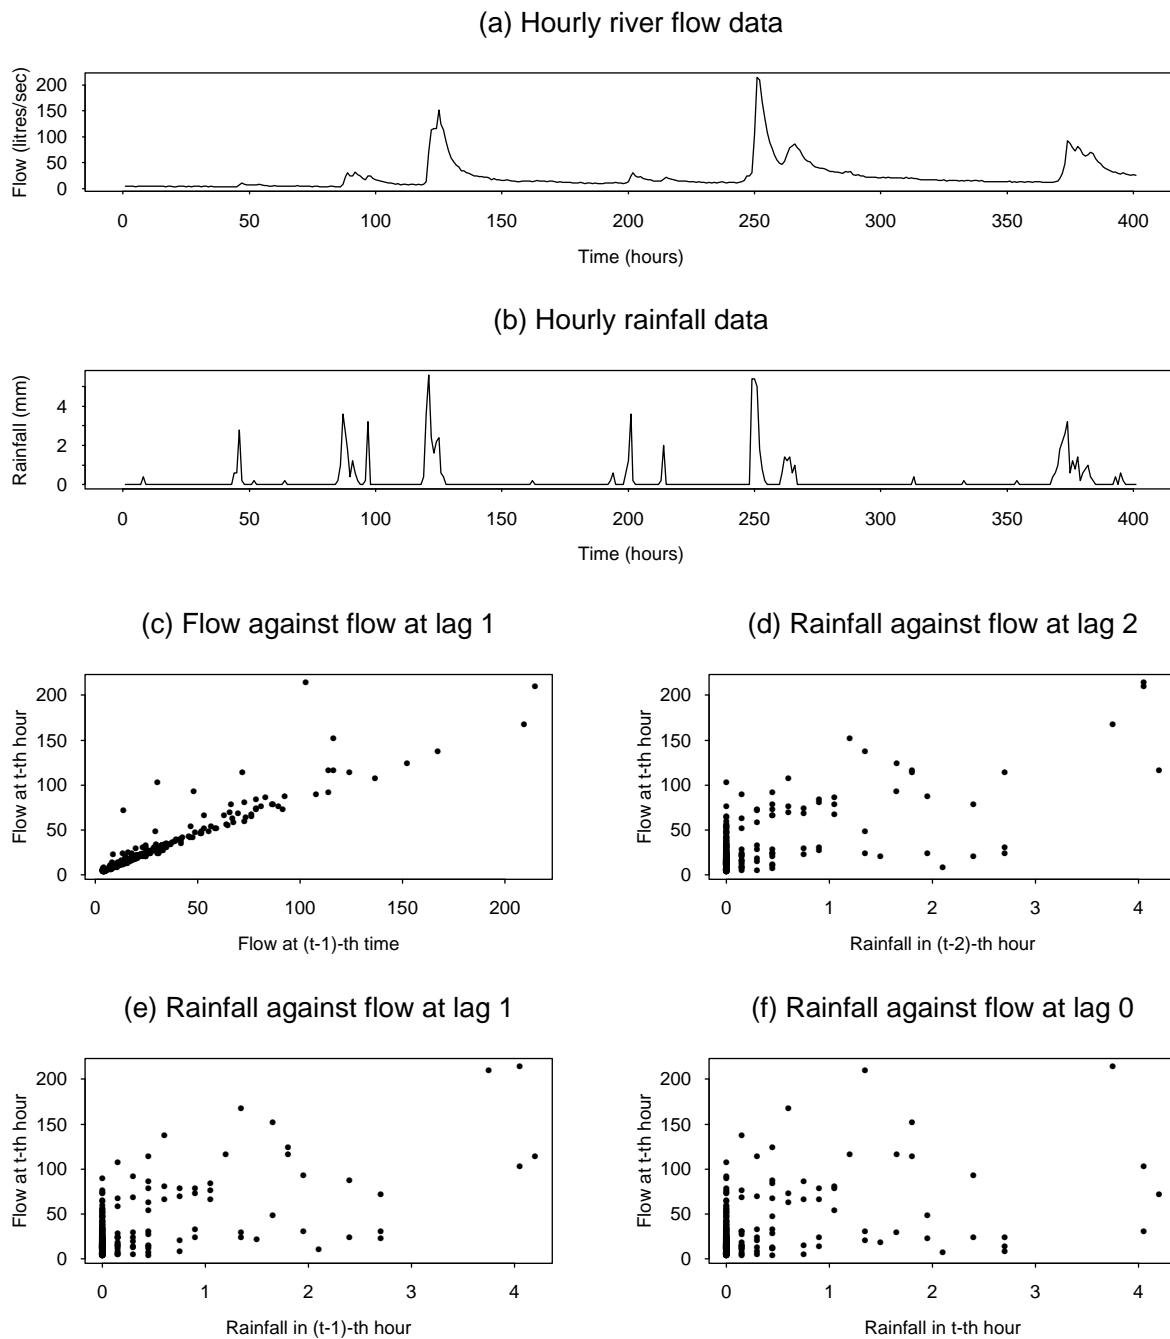 (a) Hourly river flow data
Flow (litres/sec)
200
150
100
50
0
0 50 100 150 200 250 300 350 400
Time (hours)
(b) Hourly rainfall data
Rainfall (mm)
4
2
0
0 50 100 150 200 250 300 350 400
Time (hours)
(c) Flow against flow at lag 1
Flow at t-th hour
200
150
100
50
0
0 50 100 150 200
Flow at (t-1)-th time
(d) Rainfall against flow at lag 2
Flow at t-th hour
200
150
100
50
0
0 1 2 3 4
Rainfall in (t-2)-th hour
(e) Rainfall against flow at lag 1
Flow at t-th hour
200
150
100
50
0
0 1 2 3 4
Rainfall in (t-1)-th hour
(f) Rainfall against flow at lag 0
Flow at t-th hour
200
150
100
50
0
0 1 2 3 4
Rainfall in t-th hour